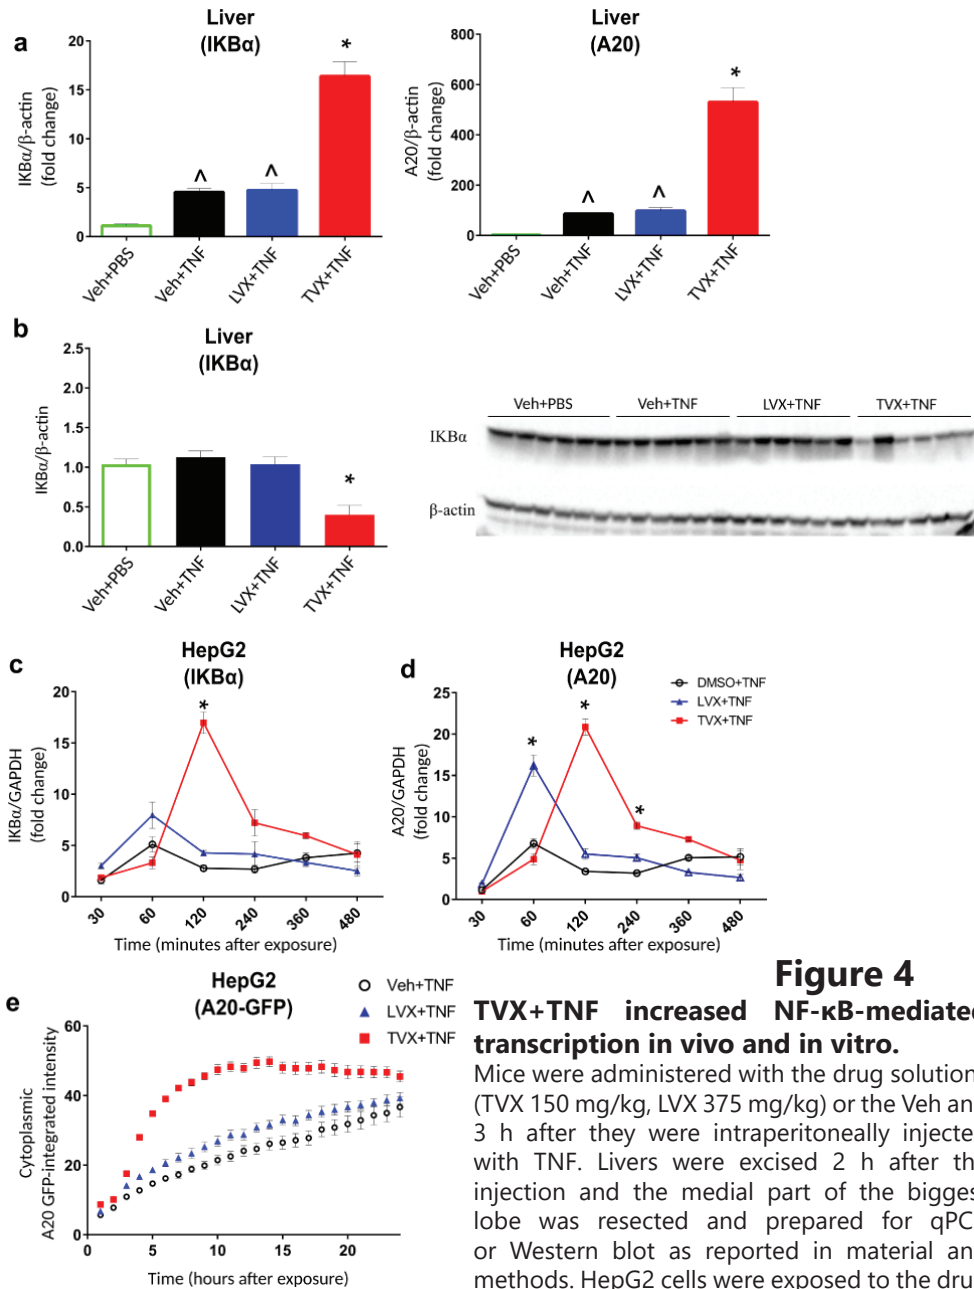 a
Liver
(IKBα)
IKBα/β-actin
(fold change)
20
15
10
5
0
*
^
^
Veh+PBS
Veh+TNF
LVX+TNF
TVX+TNF
Liver
(A20)
A20/β-actin
(fold change)
800
600
400
200
0
*
^
^
Veh+PBS
Veh+TNF
LVX+TNF
TVX+TNF
b
Liver
(IKBα)
IKBα/β-actin
2.5
2.0
1.5
1.0
0.5
0.0
*
Veh+PBS
Veh+TNF
LVX+TNF
TVX+TNF
Veh+PBS Veh+TNF LVX+TNF TVX+TNF
IKBα
β-actin
c
HepG2
(IKBα)
IKBα/GAPDH
(fold change)
20
15
10
5
0
*
30 60 120 240 360 480
Time (minutes after exposure)
d
HepG2
(A20)
A20/GAPDH
(fold change)
25
20
15
10
5
0
*
*
*
DMSO+TNF
LVX+TNF
TVX+TNF
30 60 120 240 360 480
Time (minutes after exposure)
e
HepG2
(A20-GFP)
Veh+TNF
LVX+TNF
TVX+TNF
Cytoplasmic
A20 GFP-integrated intensity
60
40
20
0
0 5 10 15 20
Time (hours after exposure)
Figure 4
TVX+TNF increased NF-κB-mediated
transcription in vivo and in vitro.
Mice were administered with the drug solution
(TVX 150 mg/kg, LVX 375 mg/kg) or the Veh an
3 h after they were intraperitoneally injecte
with TNF. Livers were excised 2 h after th
injection and the medial part of the bigges
lobe was resected and prepared for qPC
or Western blot as reported in material an
methods. HepG2 cells were exposed to the dru